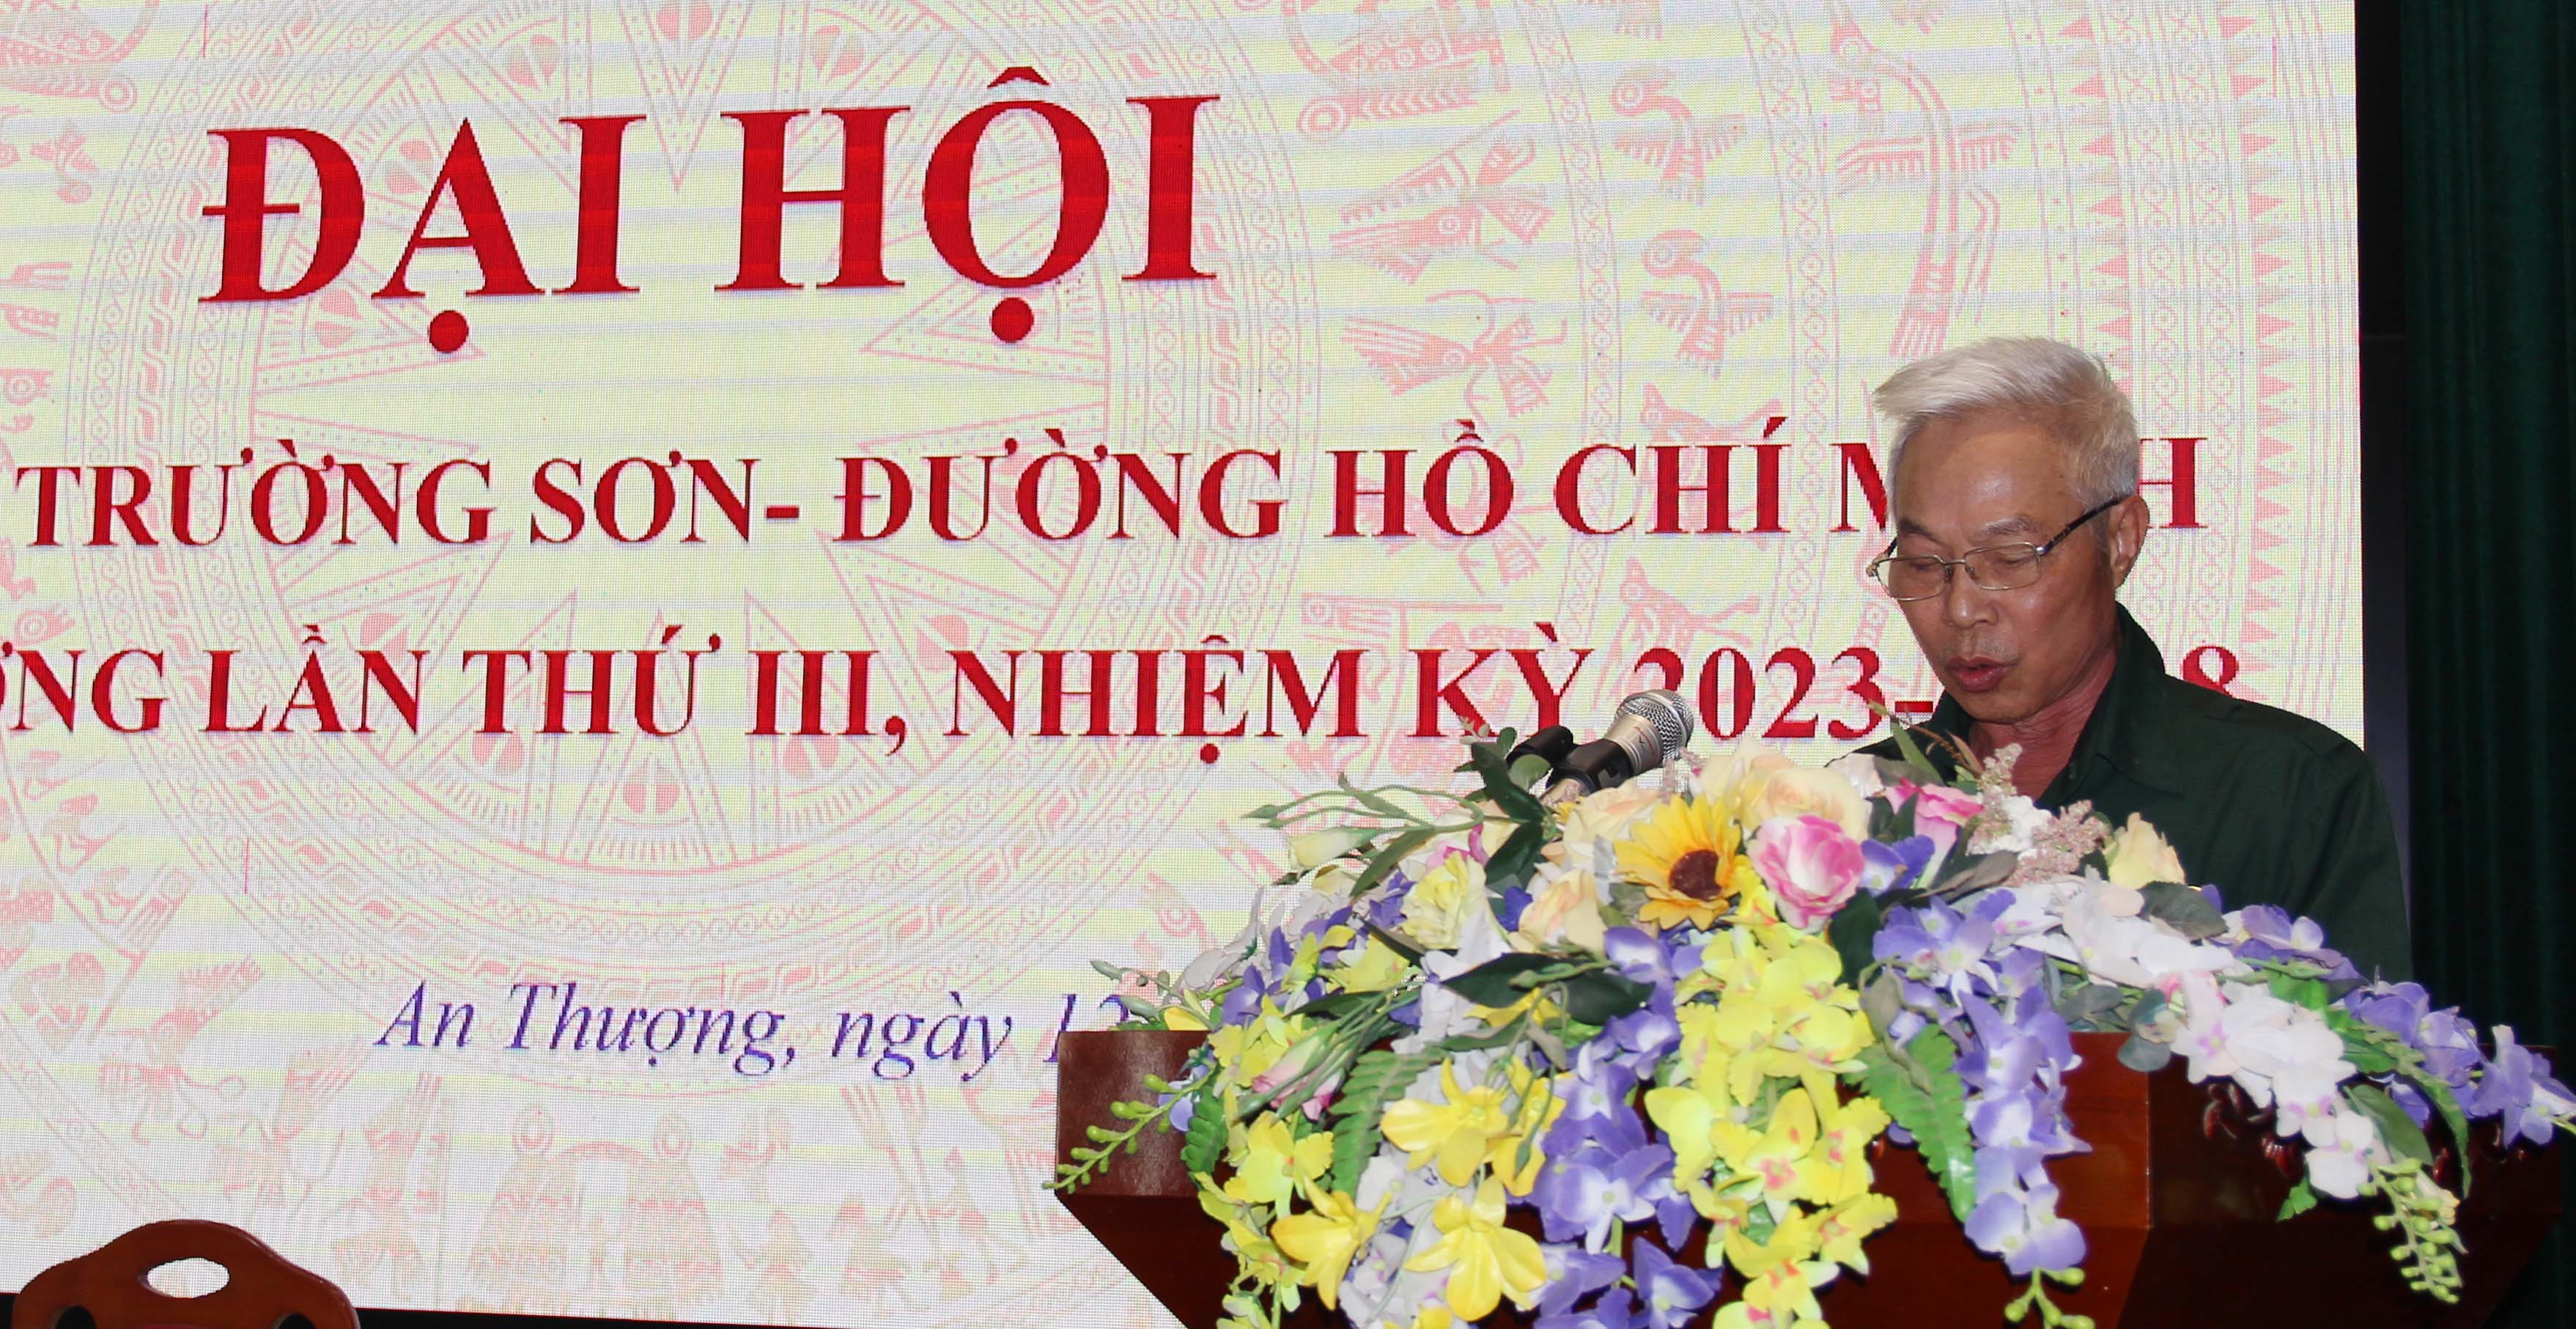 ĐẠI HỘI
TRƯỜNG SƠN- ĐƯỜNG HỒ CHÍ
LẦN THỨ III, NHIỆM KỲ 2023-
An Thượng, ngày